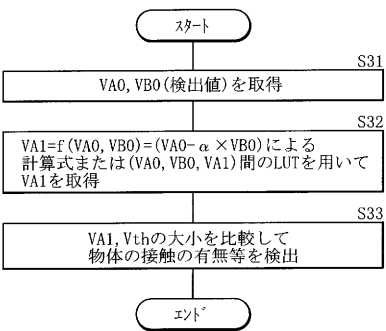 スタート
S31
VA0,VB0(検出値)を取得
S32
VA1=f(VA0,VB0)=(VA0-α×VB0)による
計算式または(VA0,VB0,VA1)間のLUTを用いて
VA1を取得
S33
VA1,Vthの大小を比較して
物体の接触の有無等を検出
エンド